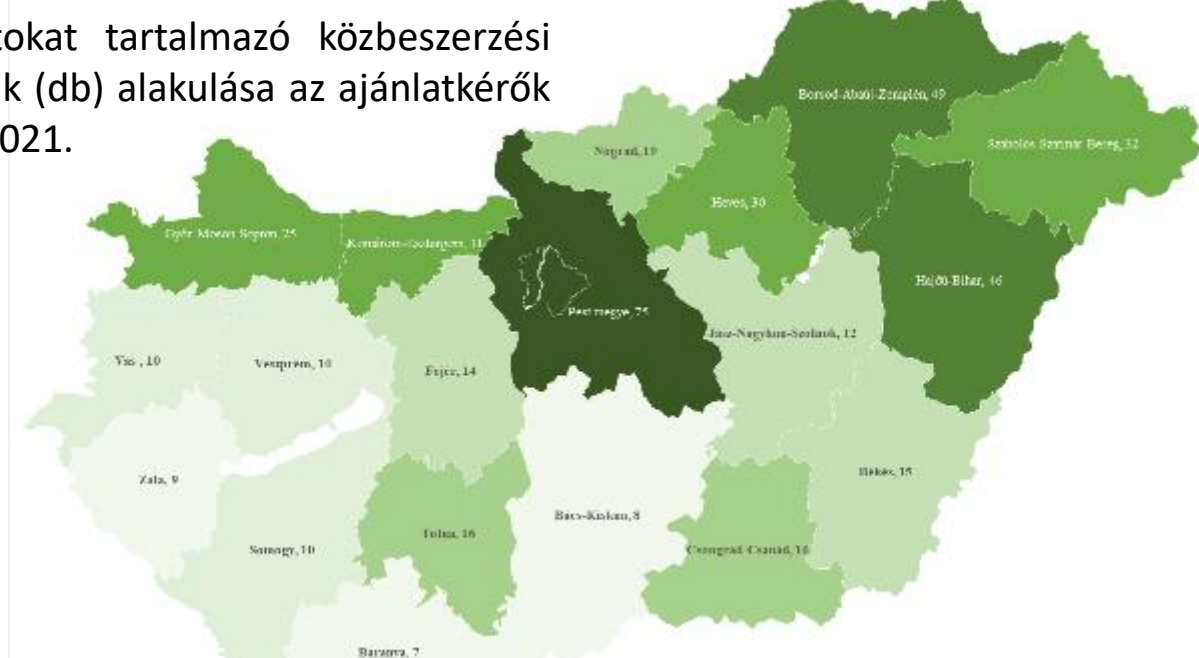 tokat tartalmazó közbeszerzési
k (db) alakulása az ajánlatkérők
021.
Borsod-Abaúj-Zemplén, 49
Szabolcs-Szatmár-Bereg, 32
Nógrád, 19
Heves, 30
Győr-Moson-Sopron, 25
Komárom-Esztergom,
Hajdú-Bihar, 46
Pest megye, 75
Jász-Nagykun-Szolnok, 12
Vas , 10
Veszprém, 10
Fejér, 14
Békés, 15
Zala, 9
Bács-Kiskun, 8
Tolna, 16
Somogy, 10
Csongrád-Csanád, 16
Baranya, 7